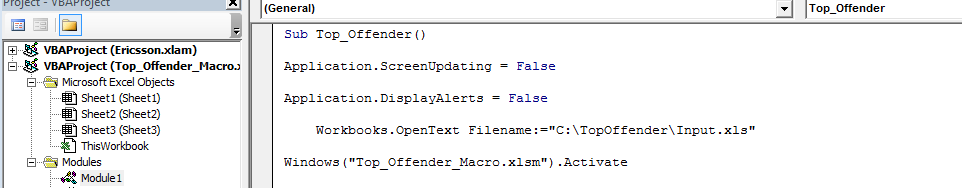 Project - VBAProject
(General)
Top_Offender
VBAProject (Ericsson.xlam)
VBAProject (Top_Offender_Macro.x
Microsoft Excel Objects
Sheet1 (Sheet1)
Sheet2 (Sheet2)
Sheet3 (Sheet3)
ThisWorkbook
Modules
Module1
Sub Top_Offender()
Application.ScreenUpdating = False
Application.DisplayAlerts = False
Workbooks.OpenText Filename:="C:\TopOffender\Input.xls"
Windows("Top_Offender_Macro.xlsm").Activate